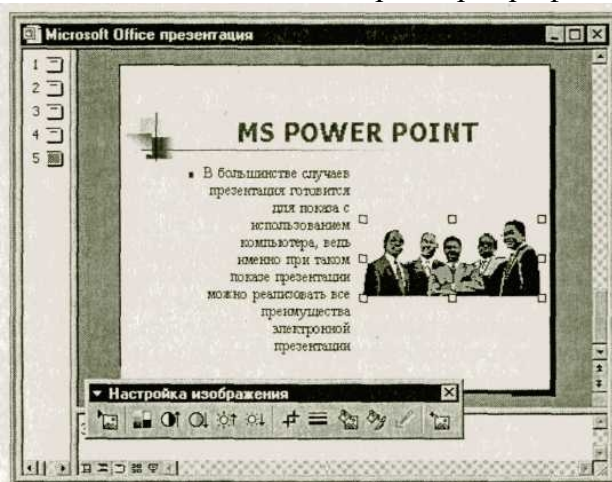 Microsoft Office презентация
1
2
3
4
5
MS POWER POINT
В большинстве случаев
презентация готовится
для показа с
использованием
компьютера, ведь
именно при таком
показе презентации
можно реализовать все
преимущества
электронной
презентации
Настройка изображения